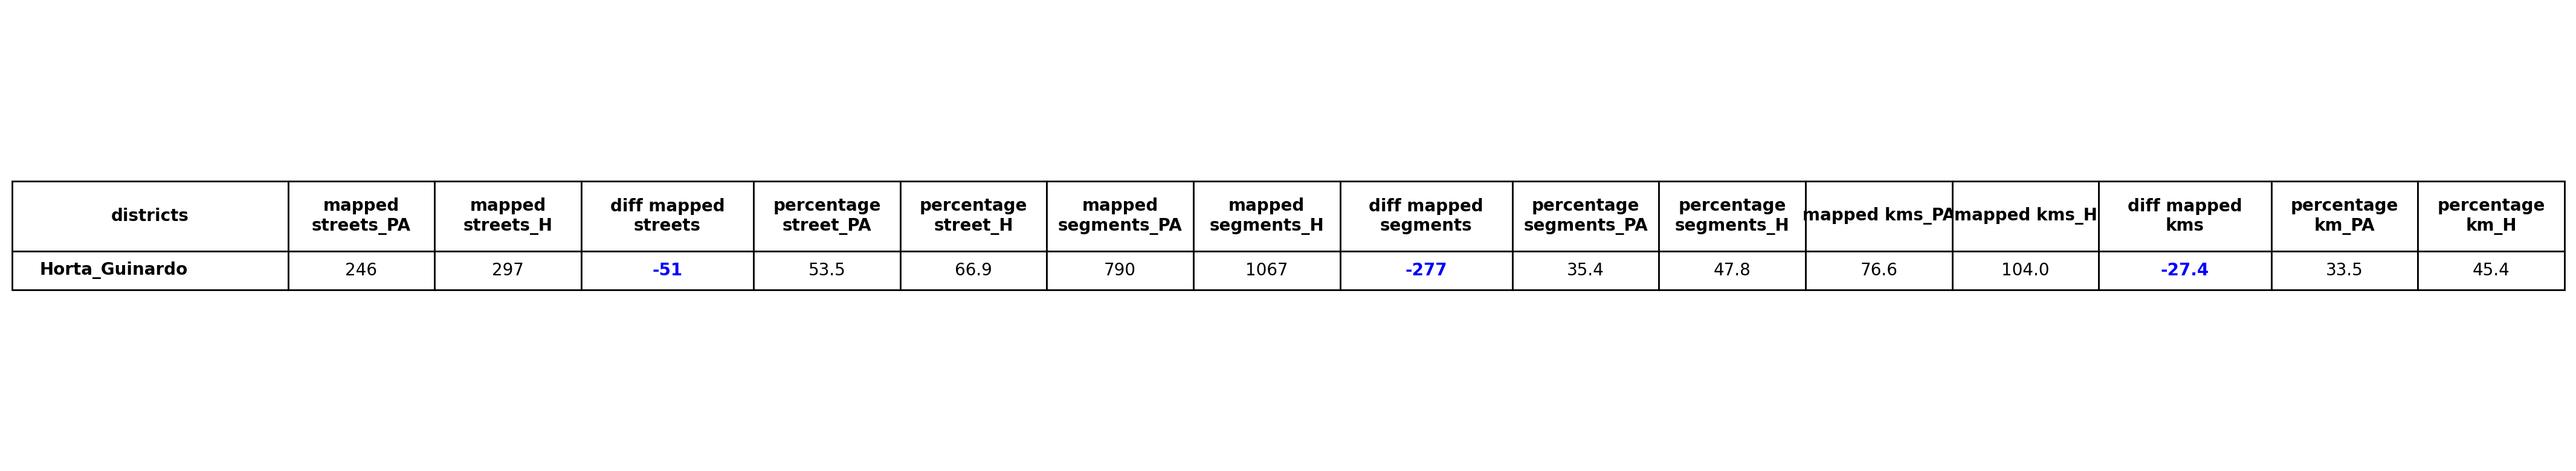 districts
mapped
streets_PA
mapped
streets_H
diff mapped
streets
percentage
street_PA
percentage
street_H
mapped
segments_PA
mapped
segments_H
diff mapped
segments
percentage
segments_PA
percentage
segments_H
mapped kms_PA
mapped kms_H
diff mapped
kms
percentage
km_PA
percentage
km_H
Horta_Guinardo 246 297 -51 53.5 66.9 790 1067 -277 35.4 47.8 76.6 104.0 -27.4 33.5 45.4